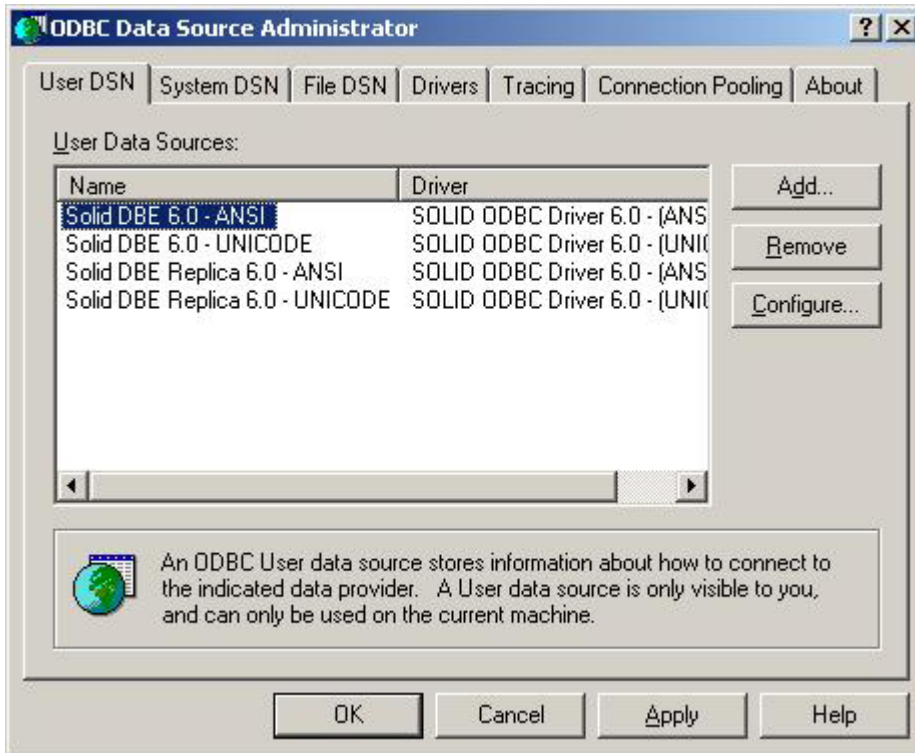 ODBC Data Source Administrator
User DSN System DSN File DSN Drivers Tracing Connection Pooling About
User Data Sources:
Name Driver
Solid DBE 6.0 - ANSI SOLID ODBC Driver 6.0 - (ANS
Solid DBE 6.0 - UNICODE SOLID ODBC Driver 6.0 - (UNIC
Solid DBE Replica 6.0 - ANSI SOLID ODBC Driver 6.0 - (ANS
Solid DBE Replica 6.0 - UNICODE SOLID ODBC Driver 6.0 - (UNIC
Add...
Remove
Configure...
An ODBC User data source stores information about how to connect to
the indicated data provider. A User data source is only visible to you,
and can only be used on the current machine.
OK Cancel Apply Help